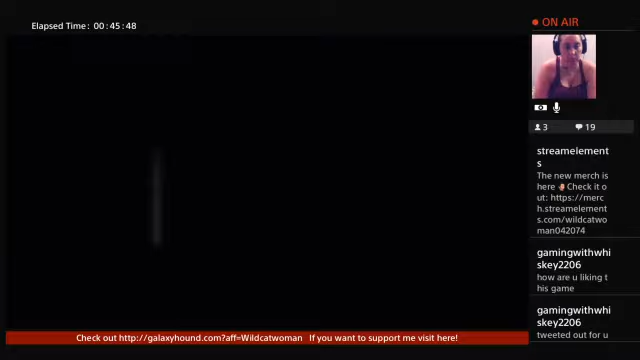 Elapsed Time: 00:45:48
ON AIR
3 19
streamelement
s
The new merch is
here 🤚Check it o
ut: https://merc
h.streamelement
s.com/wildcatwo
man042074
gamingwithwhi
skey2206
how are u liking t
his game
gamingwithwhi
skey2206
tweeted out for u
Check out http://galaxyhound.com?aff=Wildcatwoman If you want to support me visit here!